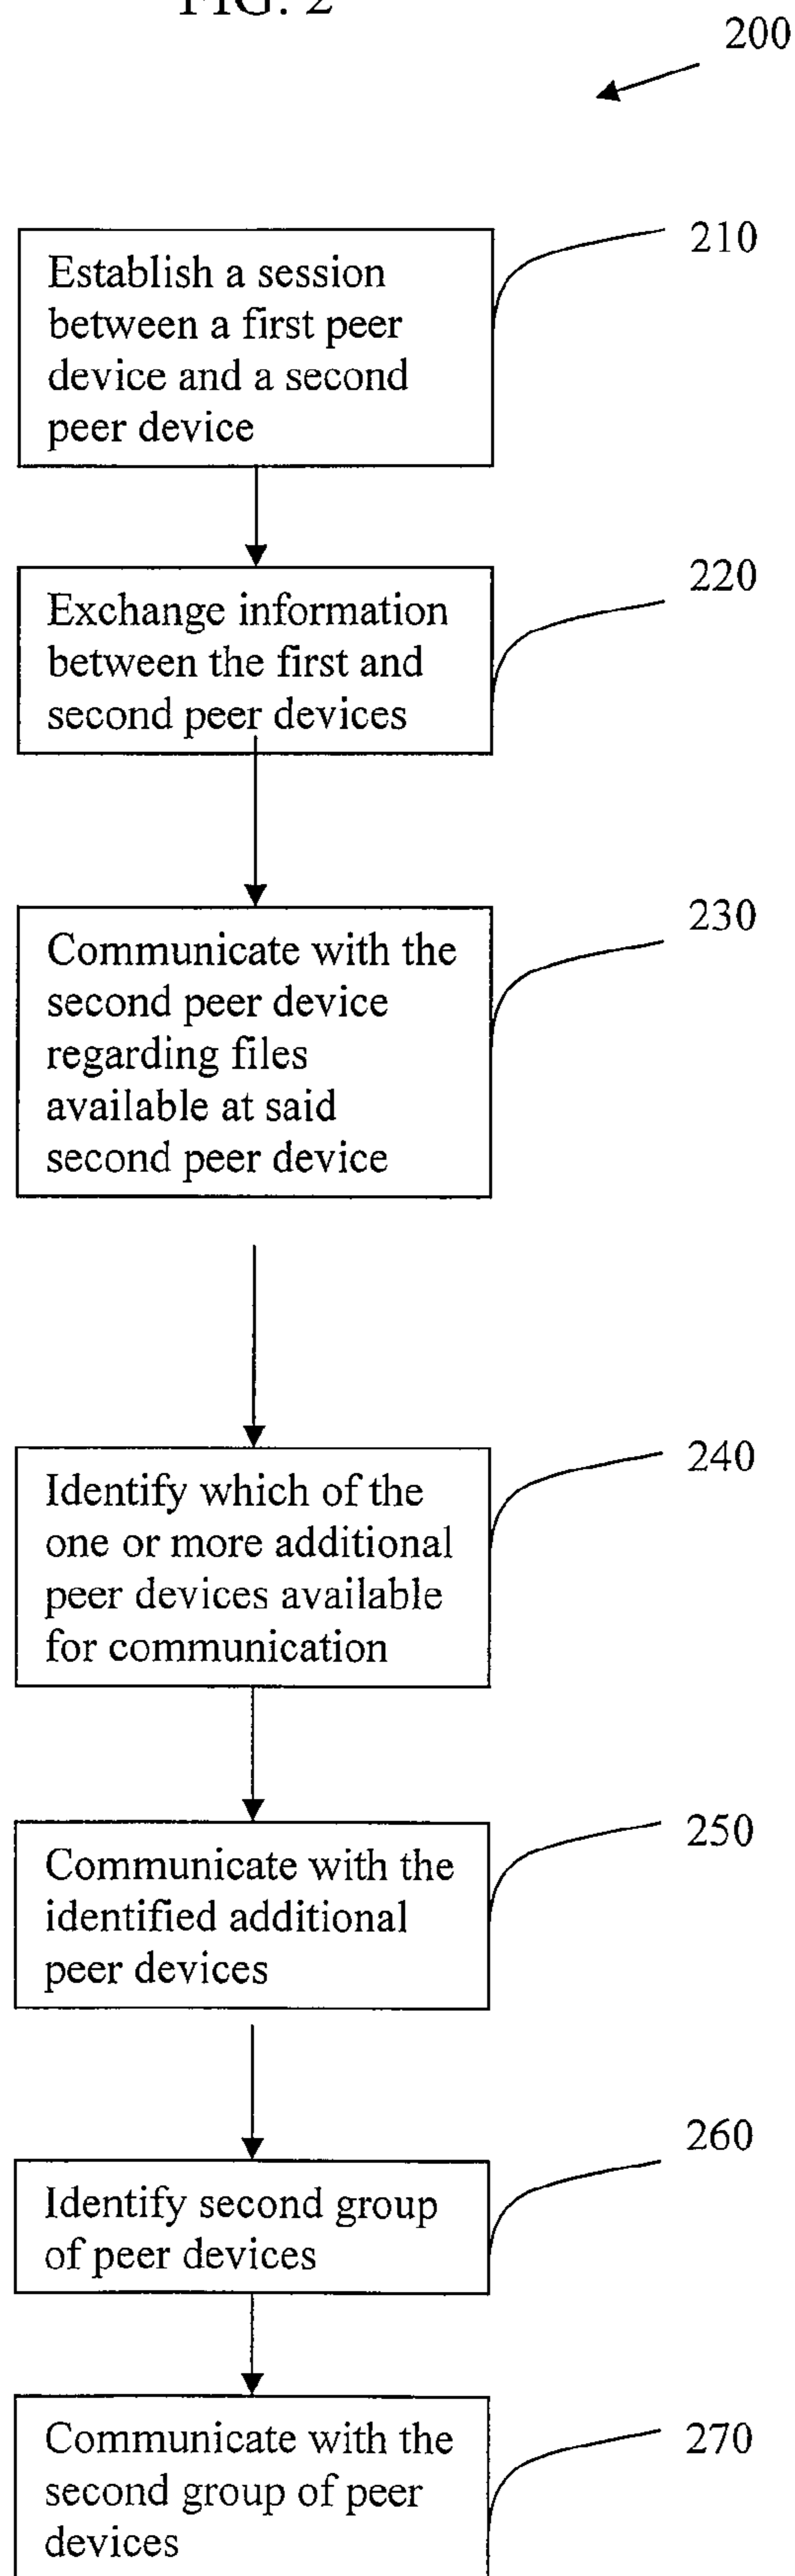 FIG. 2
200
210
Establish a session
between a first peer
device and a second
peer device
220
Exchange information
between the first and
second peer devices
230
Communicate with the
second peer device
regarding files
available at said
second peer device
240
Identify which of the
one or more additional
peer devices available
for communication
250
Communicate with the
identified additional
peer devices
260
Identify second group
of peer devices
270
Communicate with the
second group of peer
devices